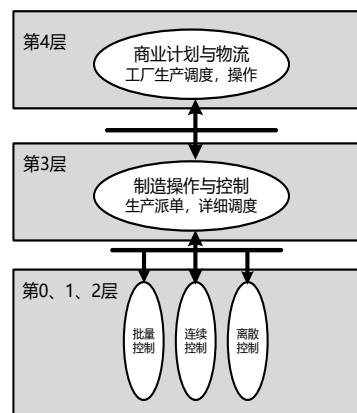 第4层
商业计划与物流
工厂生产调度，操作
第3层
制造操作与控制
生产派单，详细调度
第0、1、2层
批量
控制
连续
控制
离散
控制